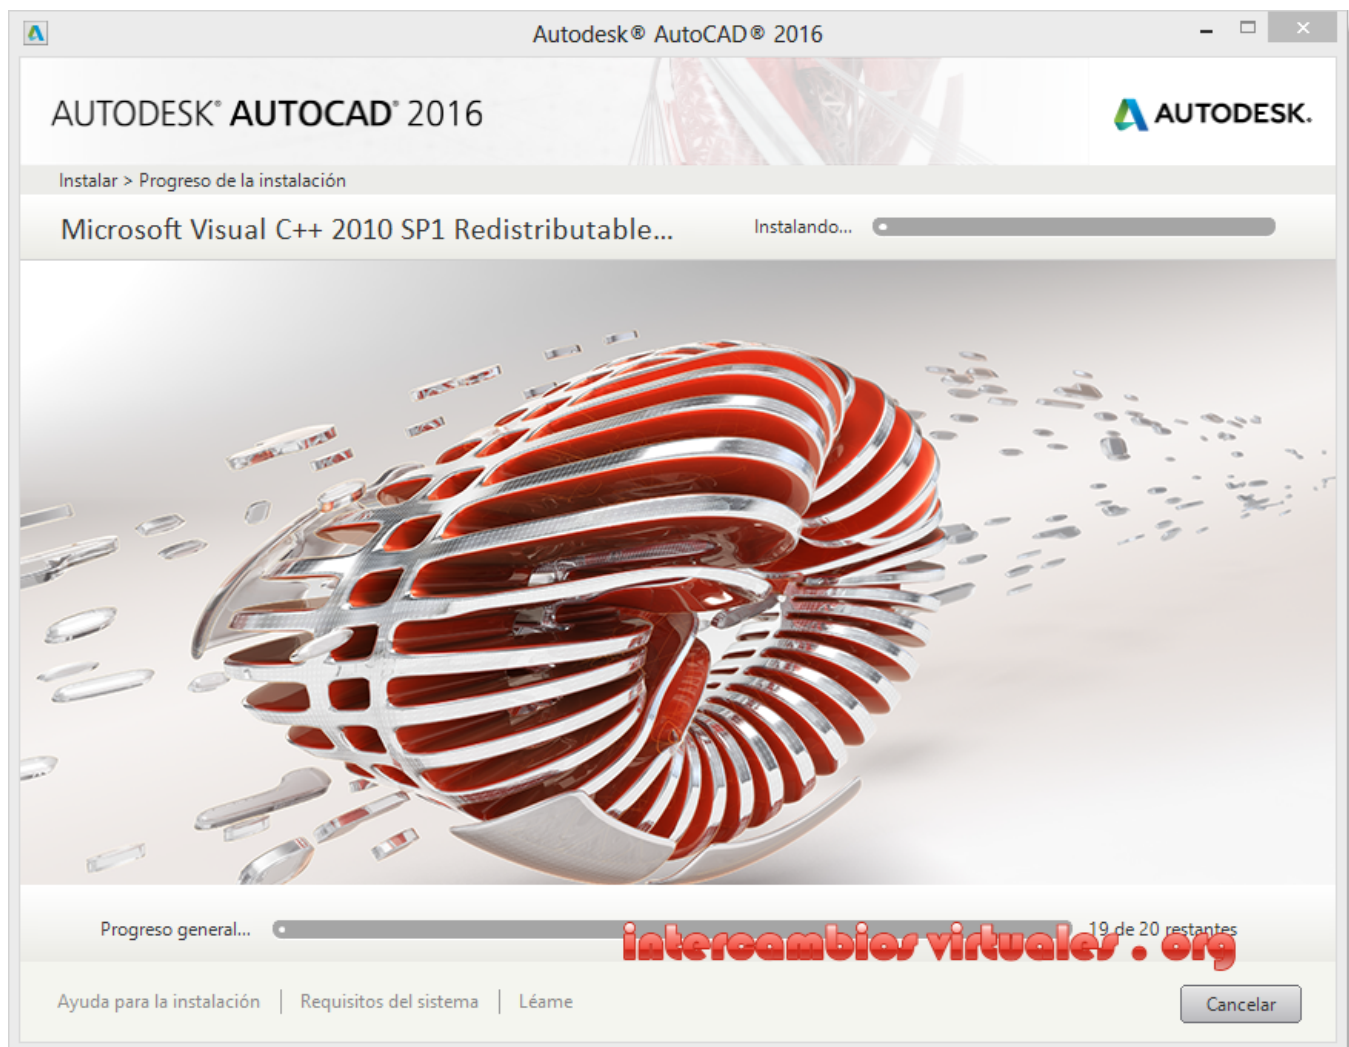 Autodesk® AutoCAD® 2016
AUTODESK® AUTOCAD® 2016
AUTODESK.
Instalar > Progreso de la instalación
Microsoft Visual C++ 2010 SP1 Redistributable...
Instalando...
Progreso general...
19 de 20 restantes
intercambios virtuales . org
Ayuda para la instalación
Requisitos del sistema
Léame
Cancelar